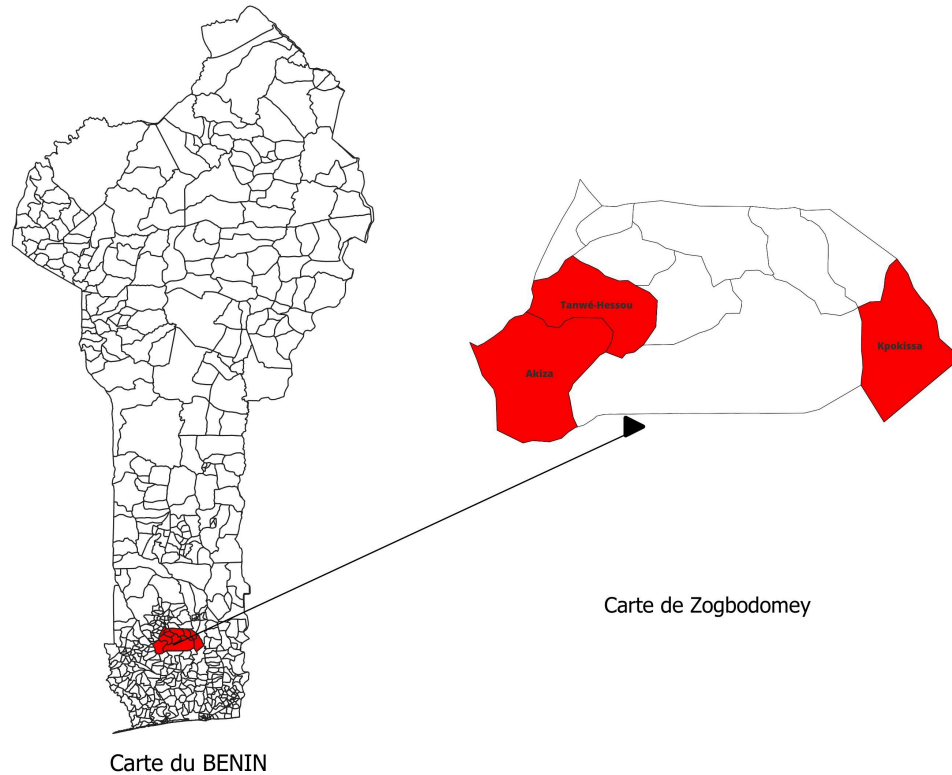 Tanwé-Hessou
Kpokissa
Akiza
Carte de Zogbodomey
Carte du BENIN